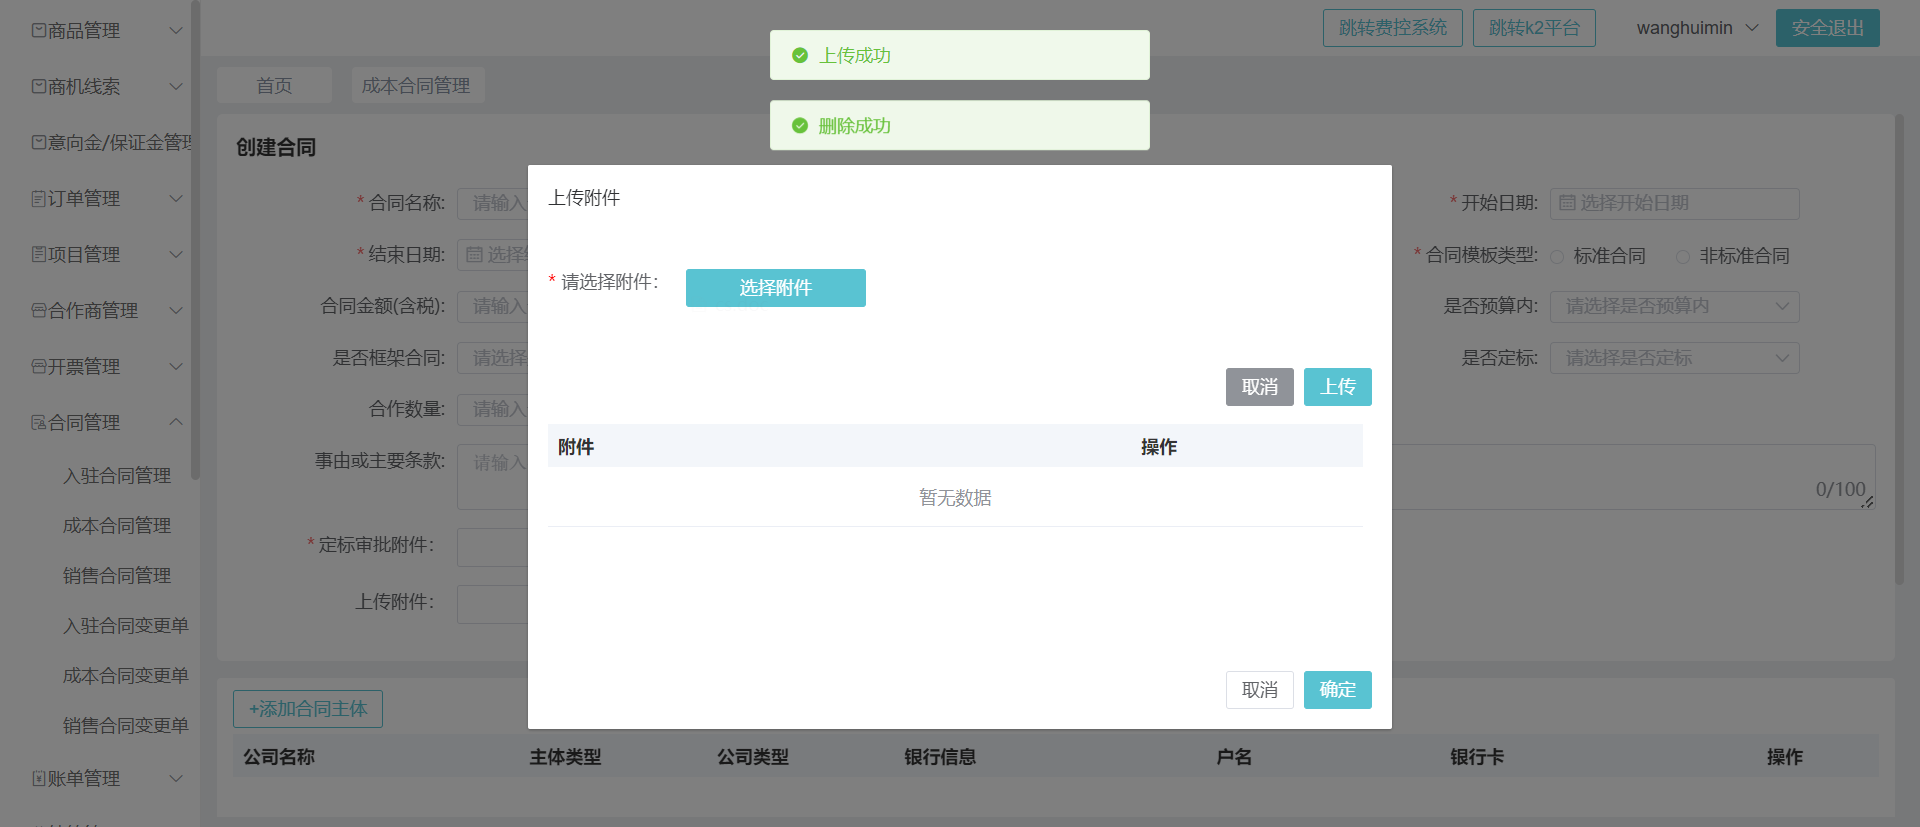 商品管理
商机线索
意向金/保证金管理
订单管理
项目管理
合作商管理
开票管理
合同管理
入驻合同管理
成本合同管理
销售合同管理
入驻合同变更单
成本合同变更单
销售合同变更单
账单管理
跳转费控系统
跳转k2平台
wanghuimin
安全退出
首页
成本合同管理
上传成功
删除成功
创建合同
* 合同名称:
请输入
* 开始日期:
选择开始日期
* 结束日期:
选择
* 合同模板类型:
标准合同
非标准合同
合同金额(含税):
请输入
是否预算内:
请选择是否预算内
是否框架合同:
请选择
是否定标:
请选择是否定标
合作数量:
请输入
事由或主要条款:
请输入
0/100
* 定标审批附件:
上传附件:
上传附件
* 请选择附件:
选择附件
取消
上传
附件
操作
暂无数据
取消
确定
+添加合同主体
公司名称
主体类型
公司类型
银行信息
户名
银行卡
操作